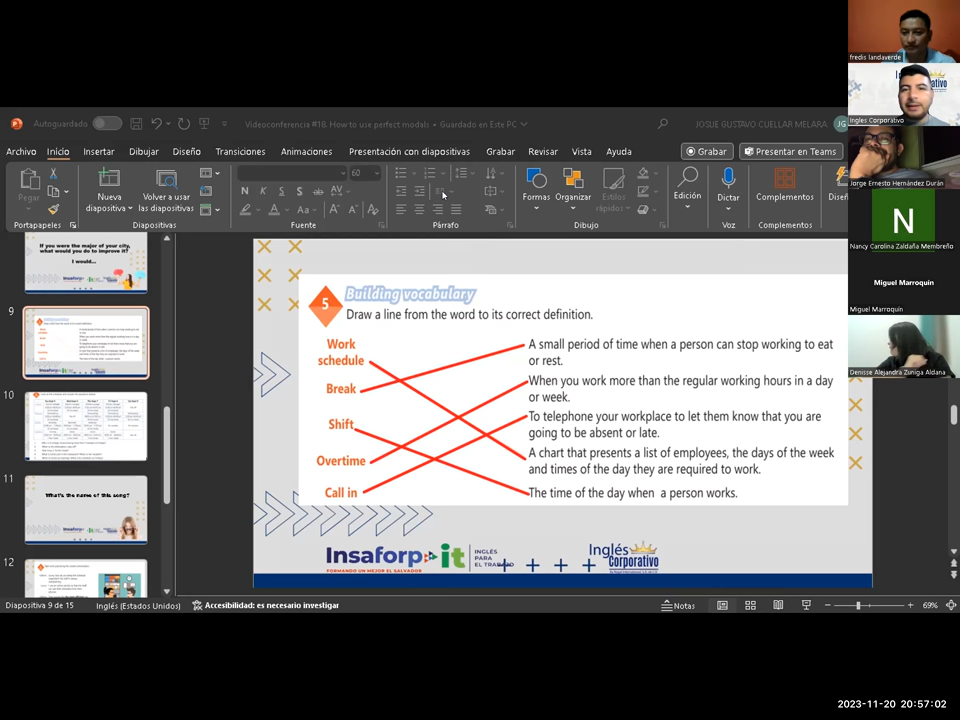 Autoguardado
Videoconferencia #18. How to use perfect modals • Guardado en Este PC
JOSUE GUSTAVO CUELLAR MELARA
JG
Archivo Inicio Insertar Dibujar Diseño Transiciones Animaciones Presentación con diapositivas Grabar Revisar Vista Ayuda
Grabar
Presentar en Teams
60
Pegar
Nueva diapositiva
Volver a usar las diapositivas
N K S S AV
Aa
Formas
Organizar
Estilos rápidos
Edición
Dictar
Complementos
Portapapeles
Diapositivas
Fuente
Párrafo
Dibujo
Voz
Complementos
If you were the major of your city,
what would you do to improve it?
I would...
9
10
11
What's the name of this song?
12
5
Building vocabulary
Draw a line from the word to its correct definition.
Work
schedule
Break
Shift
Overtime
Call in
A small period of time when a person can stop working to eat
or rest.
When you work more than the regular working hours in a day
or week.
To telephone your workplace to let them know that you are
going to be absent or late.
A chart that presents a list of employees, the days of the week
and times of the day they are required to work.
The time of the day when a person works.
Insaforp
FORMANDO UN MEJOR EL SALVADOR
it
INGLÉS
PARA EL
TRABAJO
Inglés
Corporativo
Diapositiva 9 de 15
Inglés (Estados Unidos)
Accesibilidad: es necesario investigar
Notas
69%
fredis landaverde
Inglés Corporativo
Jorge Ernesto Hernández Durán
N
Nancy Carolina Zaldaña Membreño
Miguel Marroquin
Miguel Marroquin
Denisse Alejandra Zuniga Aldana
2023-11-20 20:57:02